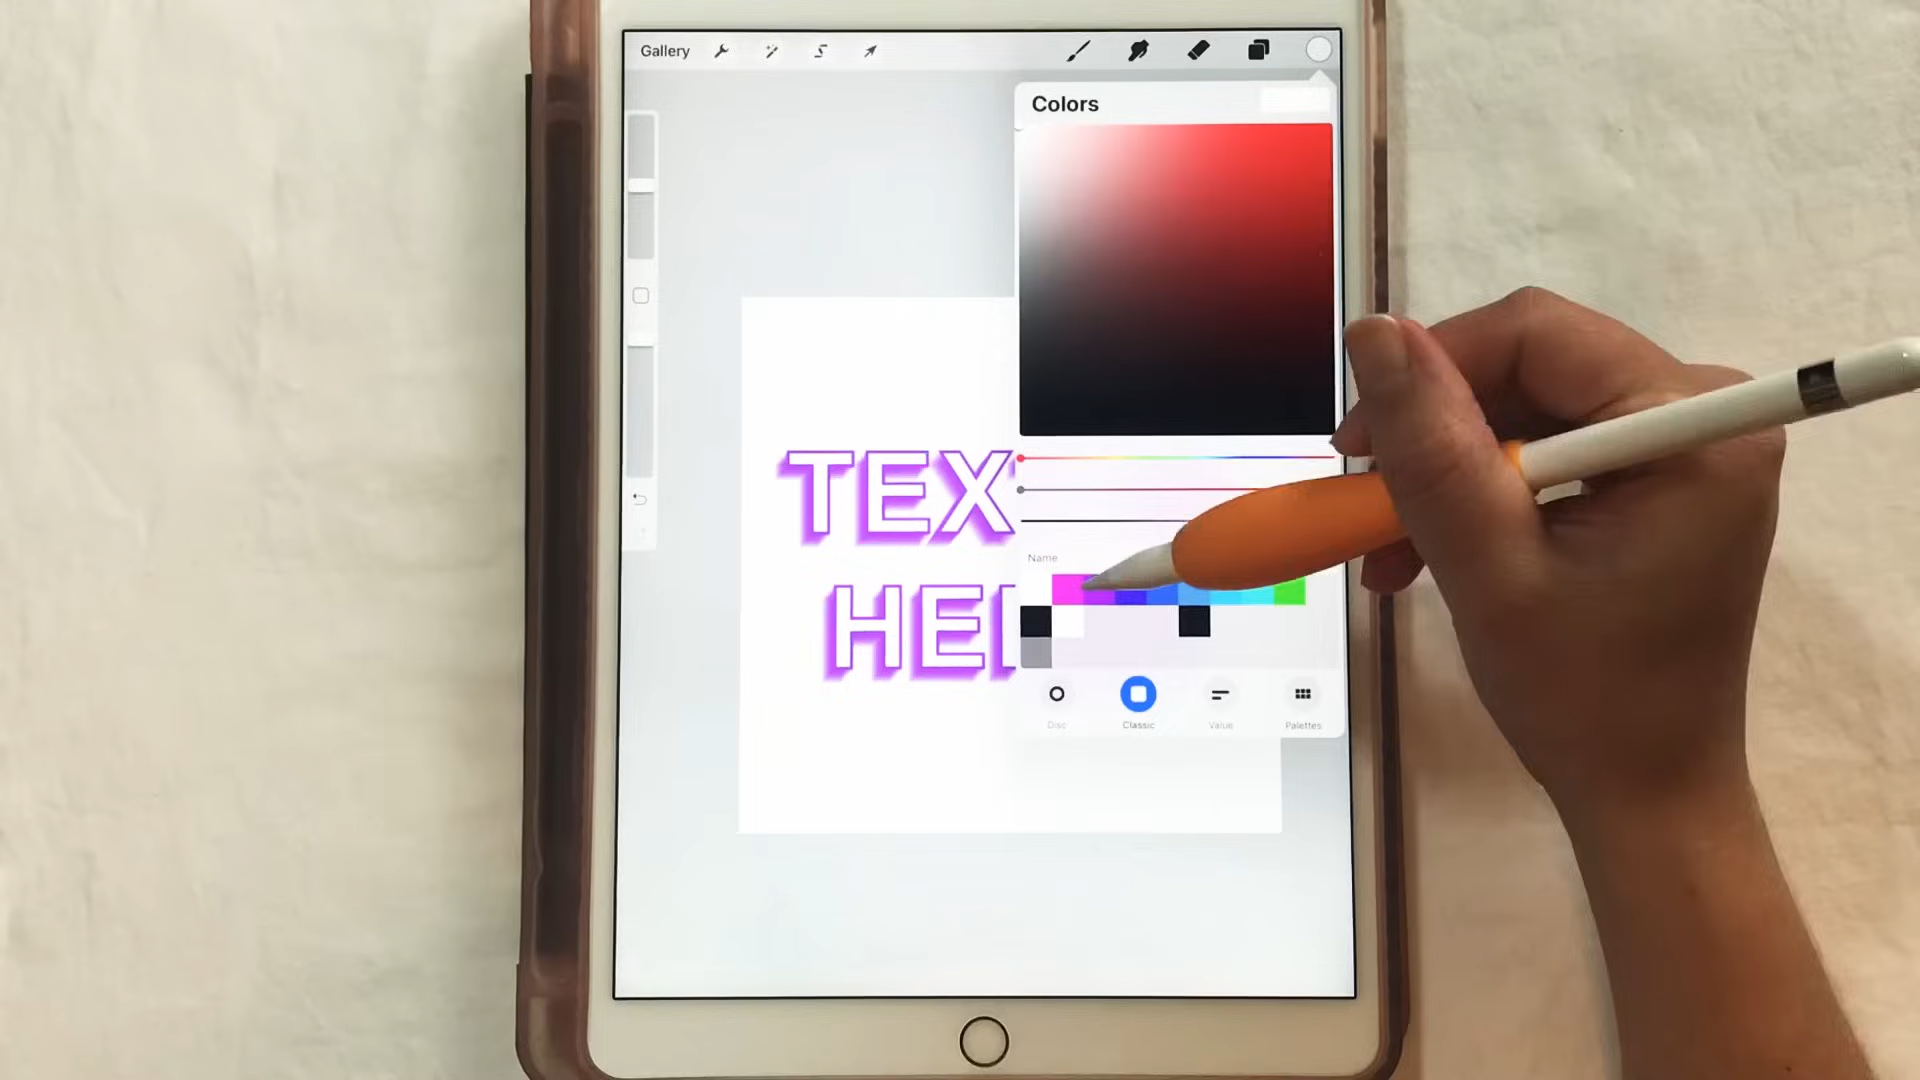 Gallery
Colors
TEX
HE
Name
Disc
Classic
Value
Palettes